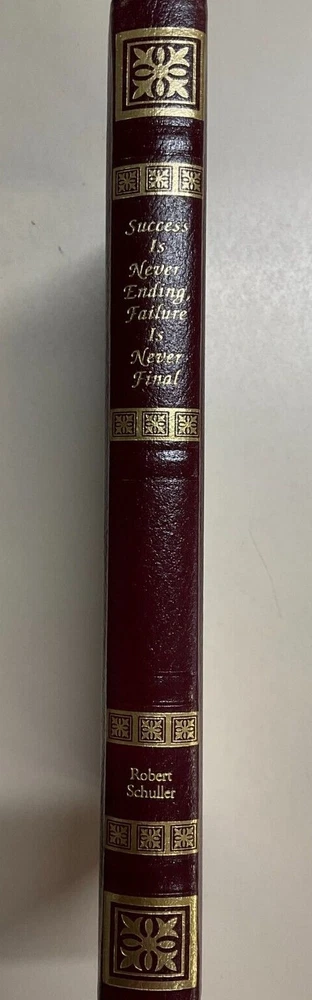 Success
Is
Never
Ending,
Failure
Is
Never
Final
Robert
Schuller